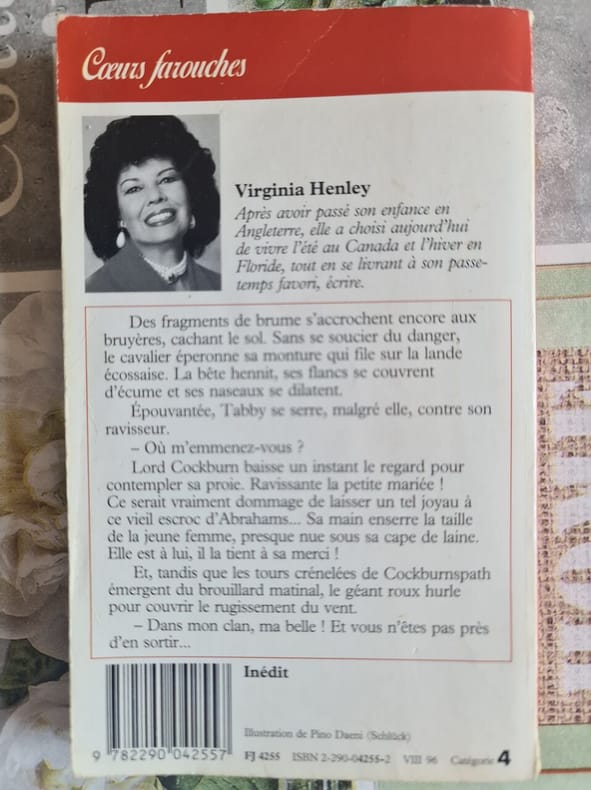 Cœurs farouches
Virginia Henley
Après avoir passé son enfance en
Angleterre, elle a choisi aujourd'hui
de vivre l'été au Canada et l'hiver en
Floride, tout en se livrant à son passe-
temps favori, écrire.
Des fragments de brume s'accrochent encore aux
bruyères, cachant le sol. Sans se soucier du danger,
le cavalier éperonne sa monture qui file sur la lande
écossaise. La bête hennit, ses flancs se couvrent
d'écume et ses naseaux se dilatent.
Épouvantée, Tabby se serre, malgré elle, contre son
ravisseur.
– Où m'emmenez-vous ?
Lord Cockburn baisse un instant le regard pour
contempler sa proie. Ravissante la petite mariée !
Ce serait vraiment dommage de laisser un tel joyau à
ce vieil escroc d'Abrahams... Sa main enserre la taille
de la jeune femme, presque nue sous sa cape de laine.
Elle est à lui, il la tient à sa merci !
Et, tandis que les tours crénelées de Cockburnspath
émergent du brouillard matinal, le géant roux hurle
pour couvrir le rugissement du vent.
– Dans mon clan, ma belle ! Et vous n'êtes pas près
d'en sortir...
Inédit
Illustration de Pino Daeni (Schlück)
9 782290 042557
FJ 4255 ISBN 2-290-04255-2 VIII 96 Catégorie 4